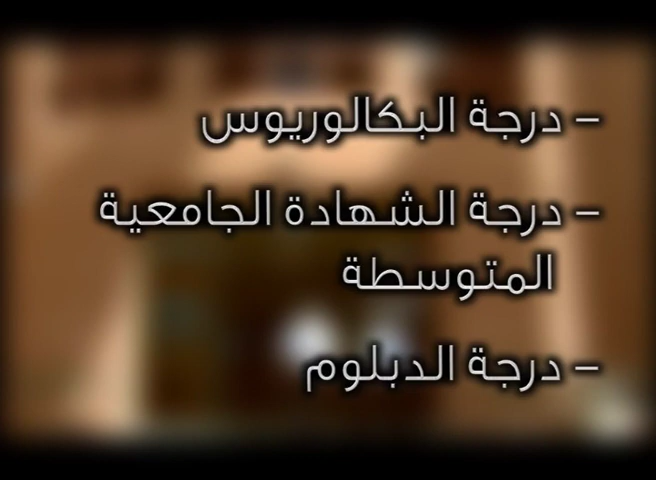 – درجة البكالوريوس
– درجة الشهادة الجامعية
المتوسطة
– درجة الدبلوم